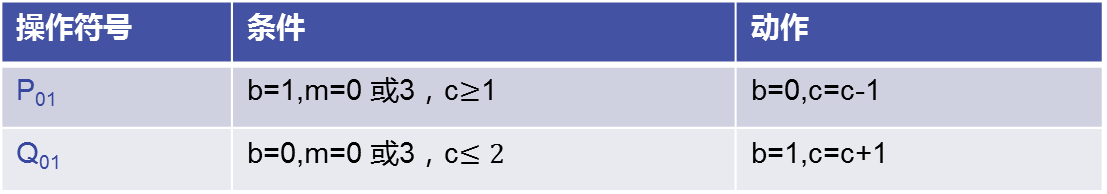 操作符号 条件 动作
P01 b=1,m=0 或3，c≥1 b=0,c=c-1
Q01 b=0,m=0 或3，c≤ 2 b=1,c=c+1